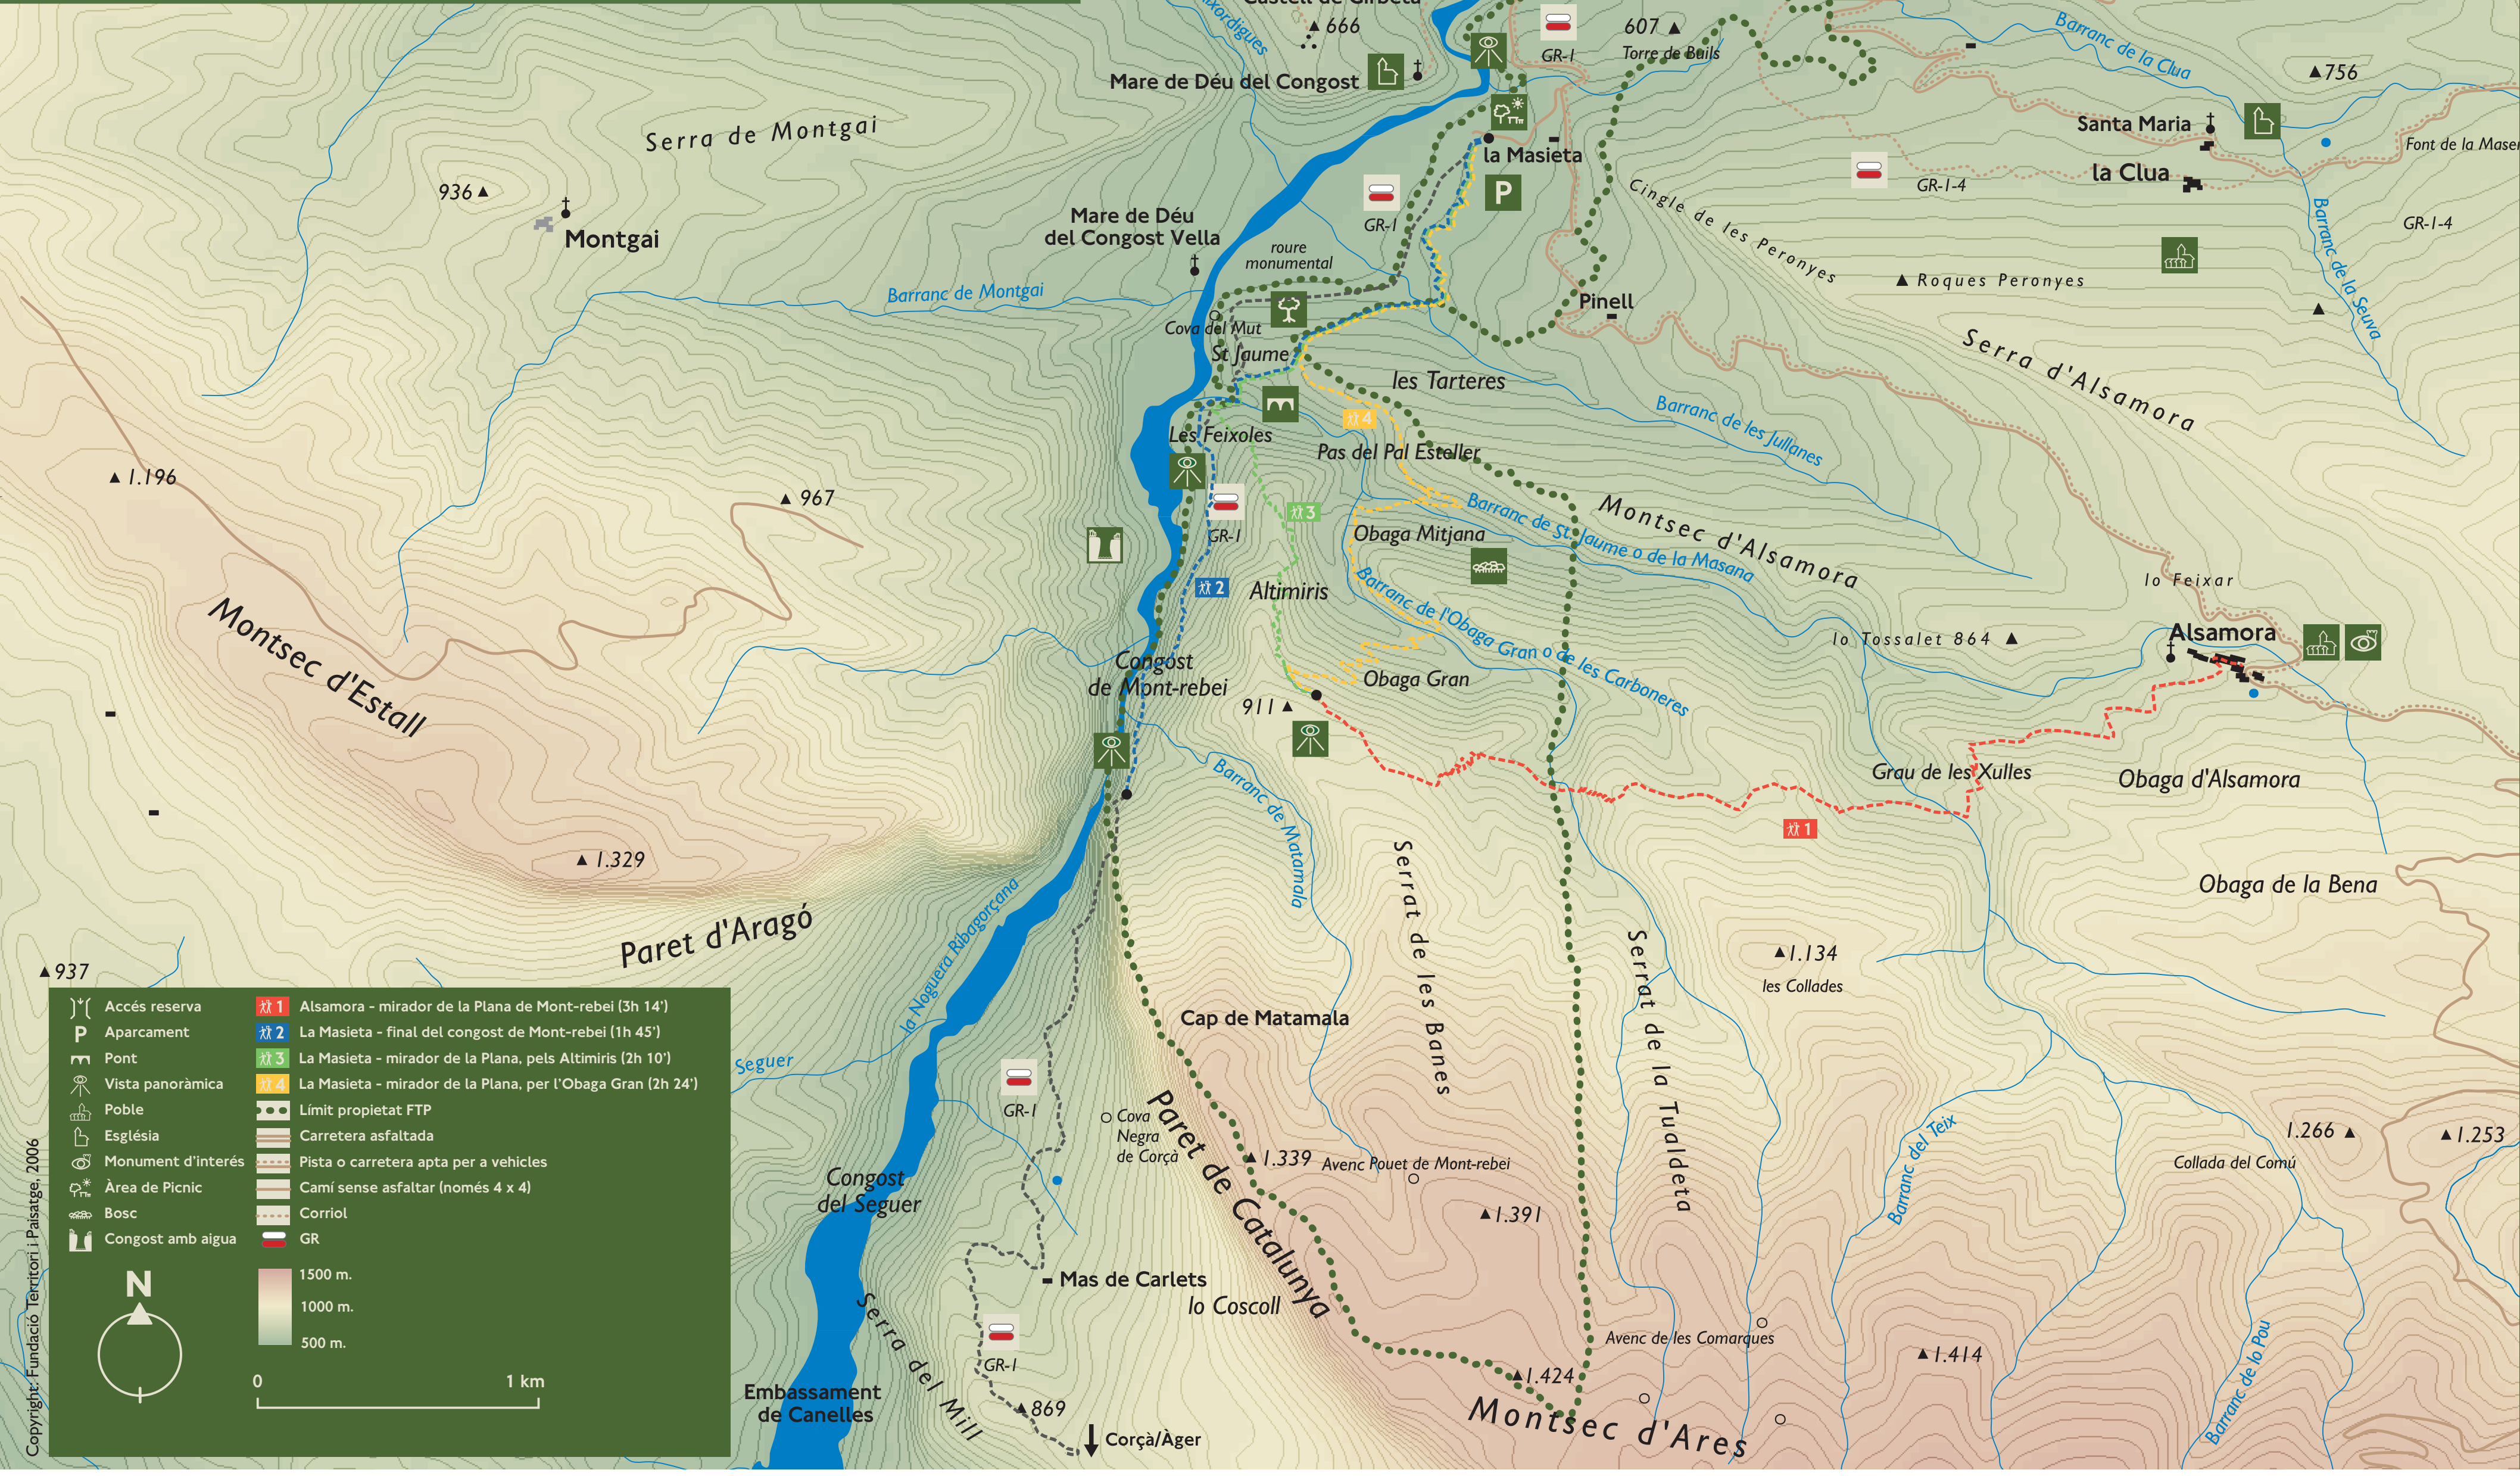 Castell de Girbeta
▲ 666
607 ▲
Torre de Buils
GR-1
Barranc de la Clua
▲756
Mare de Déu del Congost
Serra de Montgai
la Masieta
Santa Maria
Font de la
la Clua
GR-1-4
GR-1-4
936 ▲
Montgai
P
GR-1
Cingle de les Peronyes
Mare de Déu
del Congost Vella
roure
monumental
Barranc de la Seuva
▲ Roques Peronyes
Barranc de Montgai
Pinell
Cova del Mut
St Jaume
Serra d'Alsamora
les Tarteres
Barranc de les Jullanes
4
Les Feixoles
Pas del Pal Esteller
▲ 1.196
▲ 967
3
Barranc de St. Jaume o de la Masana
Montsec d'Alsamora
GR-1
Obaga Mitjana
2
Altimiris
Barranc de l'Obaga Gran o de les Carboneres
lo Feixar
lo Tossalet 864 ▲
Alsamora
Montsec d'Estall
Congost
de Mont-rebei
Obaga Gran
911 ▲
Barranc de Matamala
Grau de les Xulles
Obaga d'Alsamora
1
▲ 1.329
Serrat de les Banes
Obaga de la Bena
Paret d'Aragó
la Noguera Ribagorçana
Serrat de la Tualdeta
▲1.134
les Collades
▲937
Cap de Matamala
Seguer
GR-1
Cova
Negra
de Corçà
Paret de Catalunya
▲1.339
Avenc Pouet de Mont-rebei
▲1.391
Barranc del Teix
1.266 ▲
▲1.253
Collada del Comú
Congost
del Seguer
Mas de Carlets
lo Coscoll
Serra del Mill
GR-1
Avenc de les Comarques
▲1.414
▲1.424
Barranc de lo Pou
Embassament
de Canelles
▲869
Corçà/Àger
Montsec d'Ares
Accés reserva
P Aparcament
Pont
Vista panoràmica
Poble
Església
Monument d'interés
Àrea de Picnic
Bosc
Congost amb aigua
1 Alsamora - mirador de la Plana de Mont-rebei (3h 14')
2 La Masieta - final del congost de Mont-rebei (1h 45')
3 La Masieta - mirador de la Plana, pels Altimiris (2h 10')
4 La Masieta - mirador de la Plana, per l'Obaga Gran (2h 24')
Límit propietat FTP
Carretera asfaltada
Pista o carretera apta per a vehicles
Camí sense asfaltar (només 4 x 4)
Corriol
GR
N
1500 m.
1000 m.
500 m.
0 1 km
Copyright: Fundació Territori i Paisatge, 2006